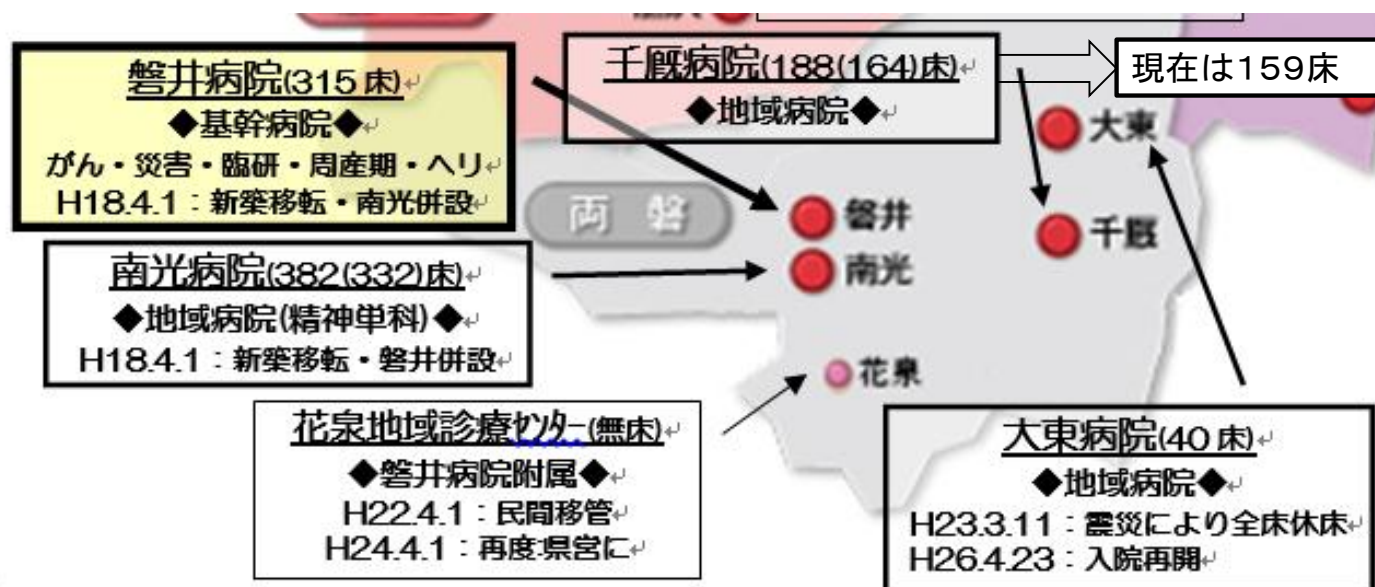 磐井病院(315床)↵
◆基幹病院◆↵
がん・災害・臨研・周産期・ヘリ↵
H18.4.1：新築移転・南光併設↵
千厩病院(188(164)床)↵
◆地域病院◆↵
現在は159床
大東
両 磐
磐井
千厩
南光
南光病院(382(332)床)↵
◆地域病院(精神単科)◆↵
H18.4.1：新築移転・磐井併設↵
花泉
花泉地域診療ｾﾝﾀｰ(無床)↵
◆磐井病院附属◆↵
H22.4.1：民間移管↵
H24.4.1：再度県営に↵
大東病院(40床)↵
◆地域病院◆↵
H23.3.11：震災により全床休床↵
H26.4.23：入院再開↵